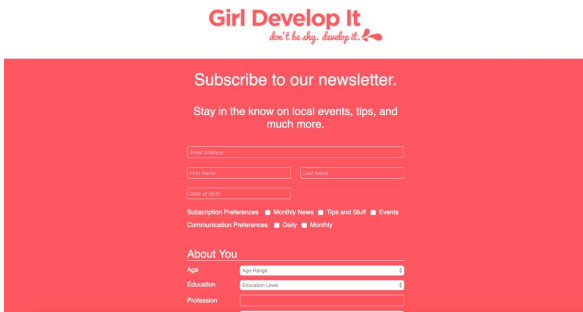 Girl Develop It
don't be shy. develop it.
Subscribe to our newsletter.
Stay in the know on local events, tips, and
much more.
Email Address
First Name Last Name
Date of Birth
Subscription Preferences Monthly News Tips and Stuff Events
Communication Preferences Daily Monthly
About You
Age Age Range
Education Education Level
Profession